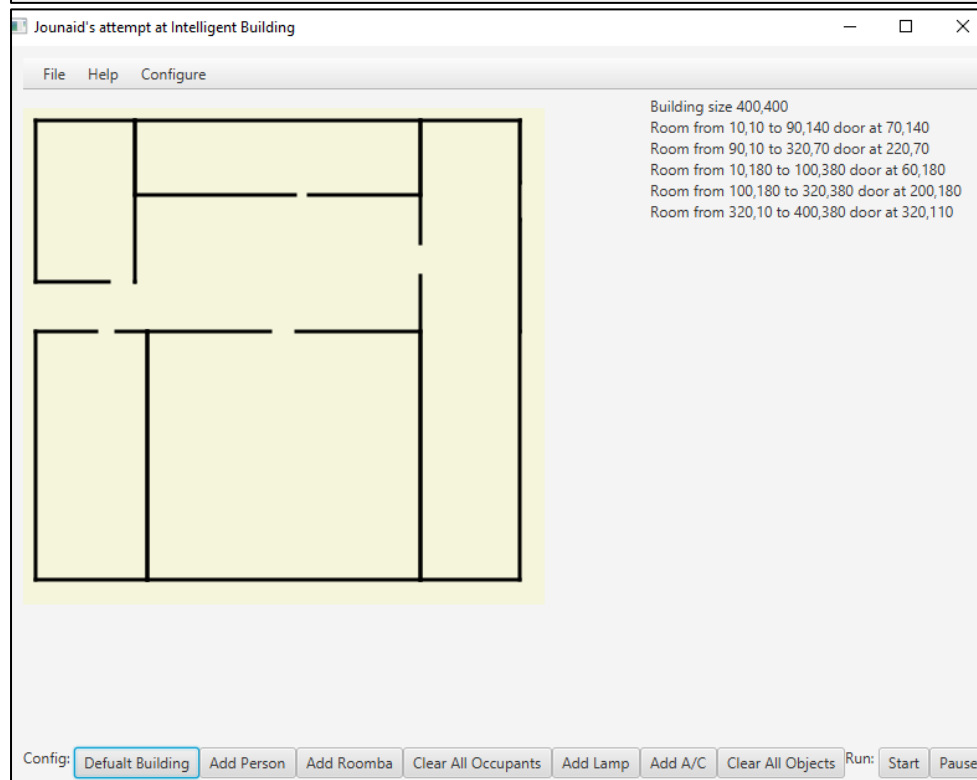 Jounaid's attempt at Intelligent Building
File Help Configure
Building size 400,400
Room from 10,10 to 90,140 door at 70,140
Room from 90,10 to 320,70 door at 220,70
Room from 10,180 to 100,380 door at 60,180
Room from 100,180 to 320,380 door at 200,180
Room from 320,10 to 400,380 door at 320,110
Config: Defualt Building Add Person Add Roomba Clear All Occupants Add Lamp Add A/C Clear All Objects Run: Start Pause